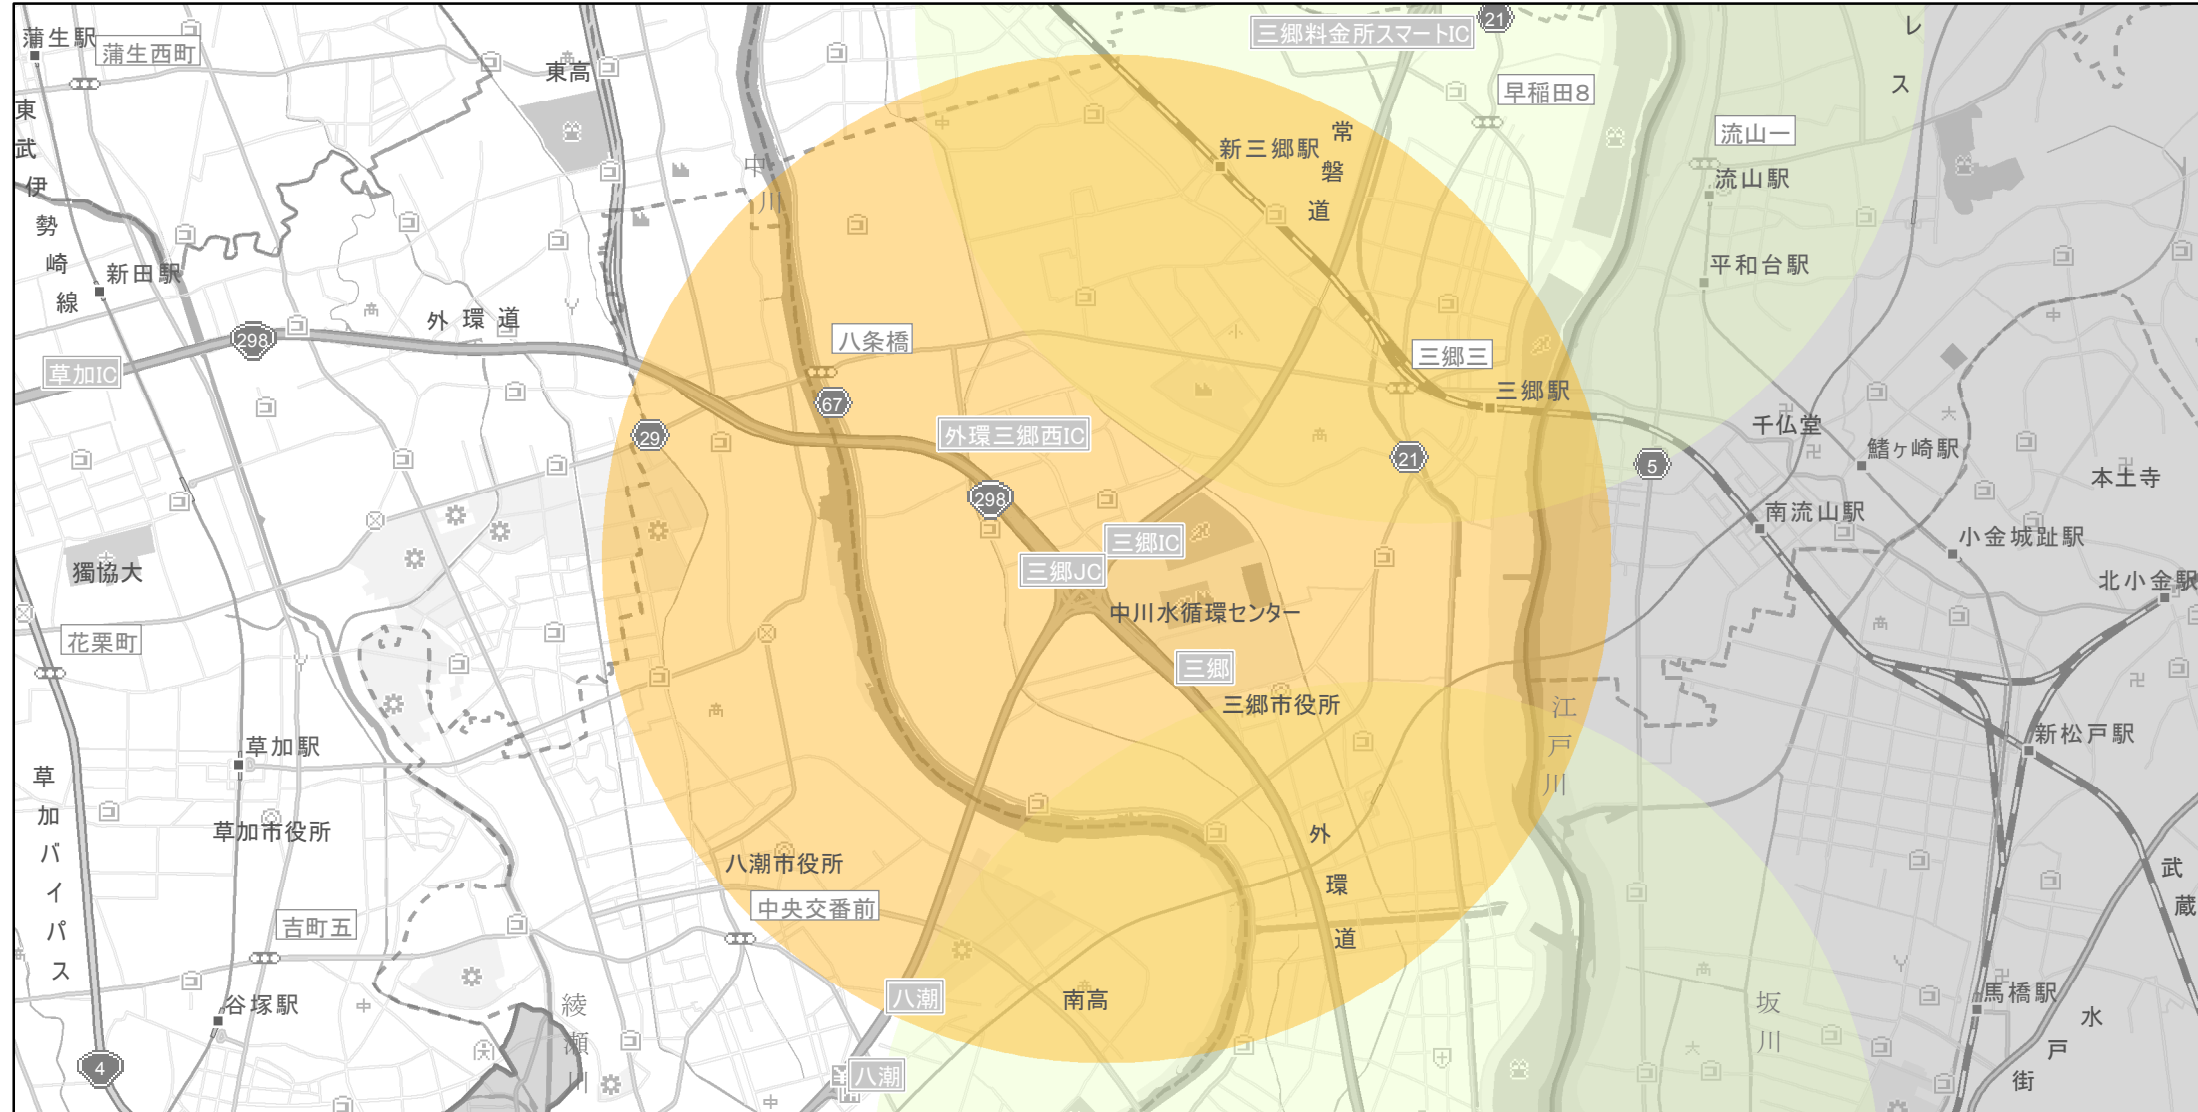 蒲生駅
蒲生西町
東高
三郷料金所スマートIC
21
レス
早稲田8
東武伊勢崎線
常磐道
新三郷駅
流山一
流山駅
中川
新田駅
平和台駅
外環道
298
八条橋
草加IC
三郷三
三郷駅
67
29
外環三郷西IC
千仏堂
鰭ヶ崎駅
21
5
本土寺
298
南流山駅
三郷IC
小金城趾駅
三郷JC
獨協大
北小金駅
中川水循環センター
花栗町
三郷
三郷市役所
江戸川
新松戸駅
草加駅
草加バイパス
草加市役所
外環道
八潮市役所
武蔵
中央交番前
吉町五
八潮
南高
谷塚駅
綾瀬川
坂川
馬橋駅
水戸街
4
八潮